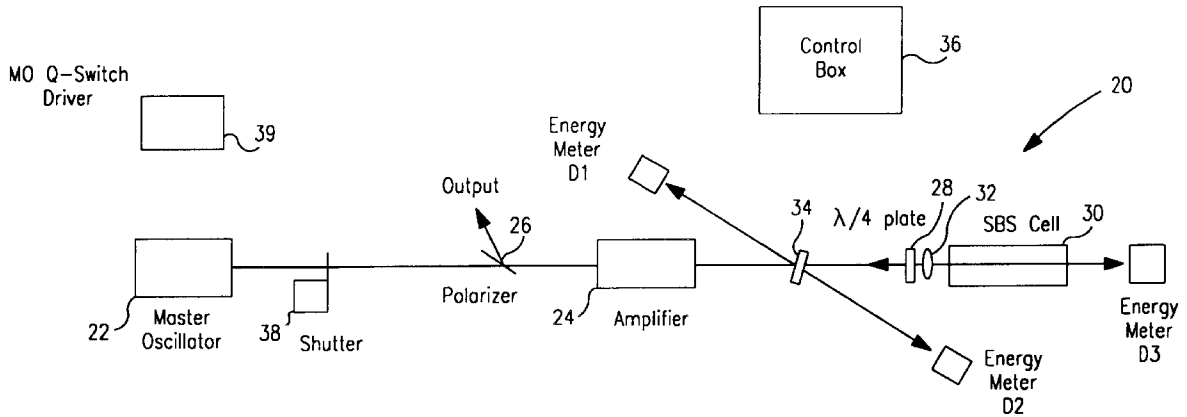 MO Q-Switch
Driver
39
Control
Box
36
20
Energy
Meter
D1
Output
26
Polarizer
34
λ/4 plate
28
32
SBS Cell
30
22
Master
Oscillator
38
Shutter
24
Amplifier
Energy
Meter
D2
Energy
Meter
D3